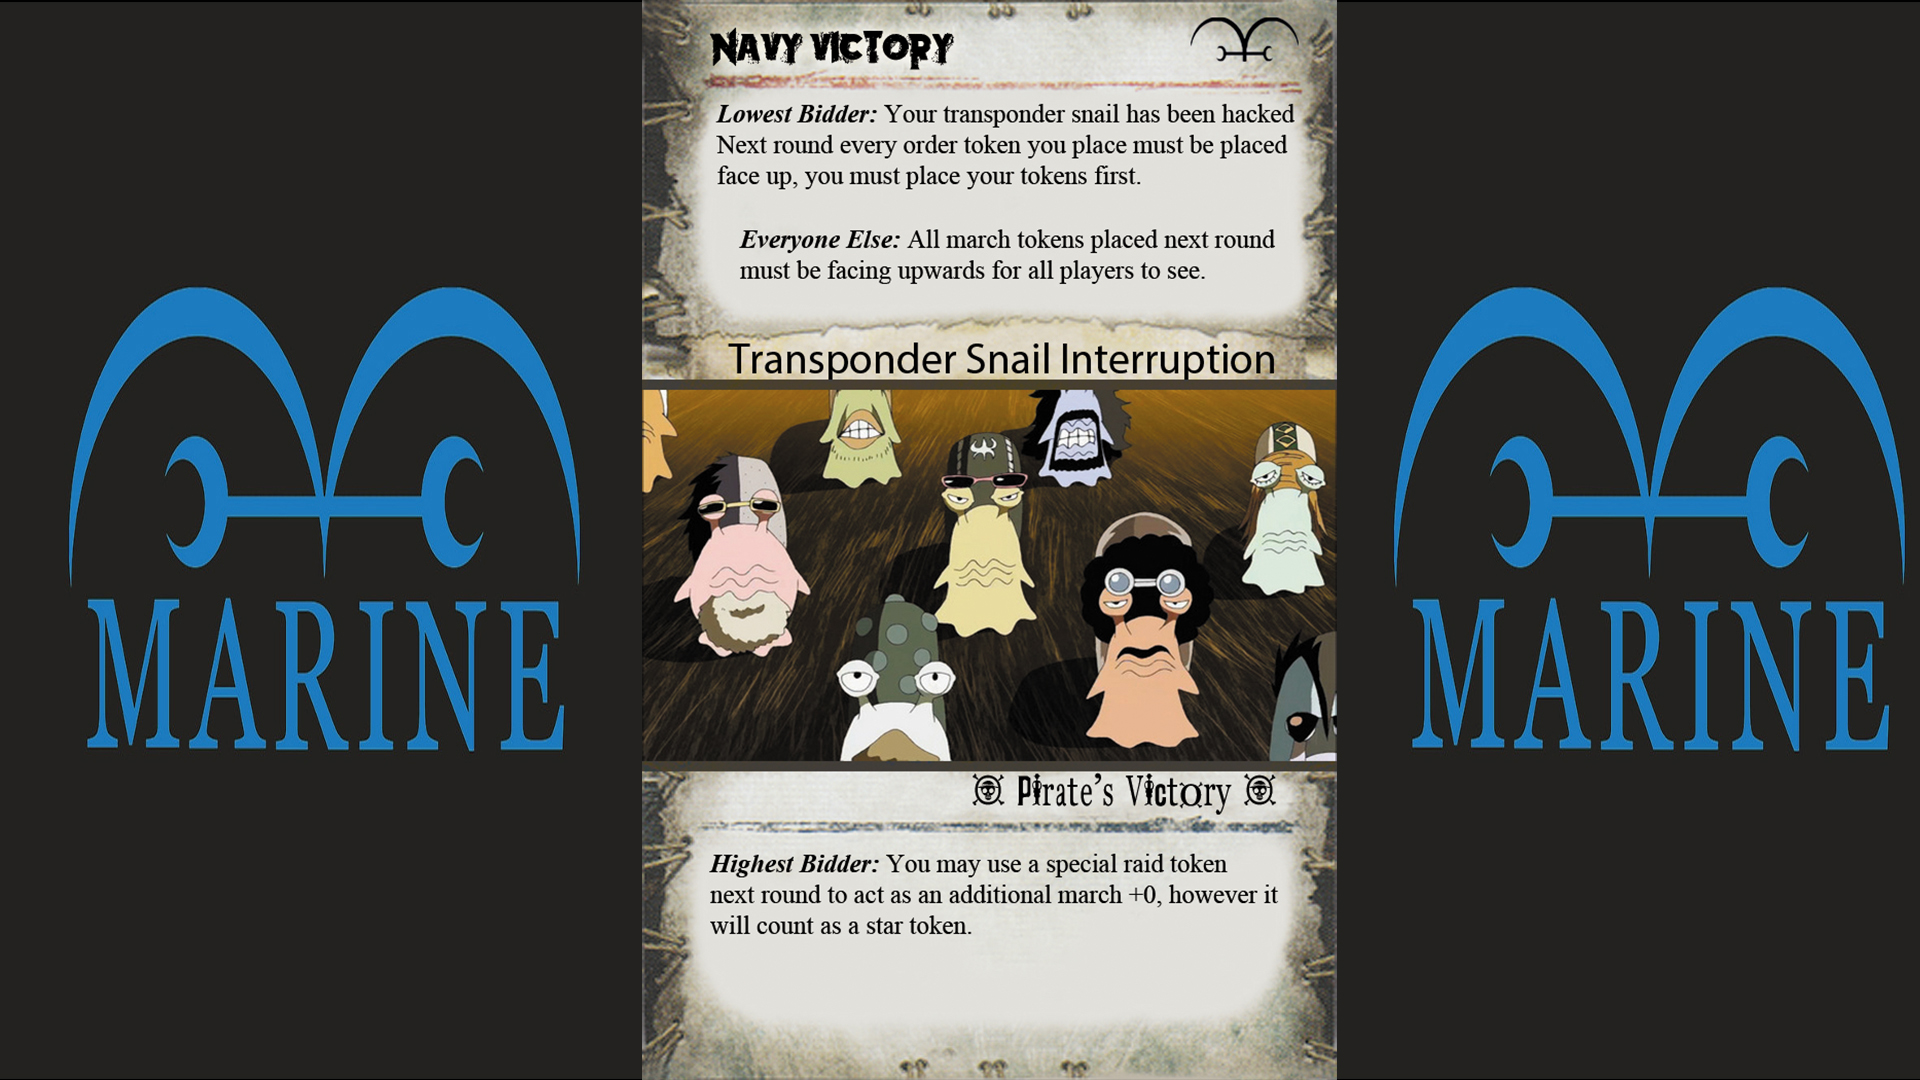 NAVY VICTORY
Lowest Bidder: Your transponder snail has been hacked
Next round every order token you place must be placed
face up, you must place your tokens first.
Everyone Else: All march tokens placed next round
must be facing upwards for all players to see.
Transponder Snail Interruption
MARINE
MARINE
Pirate's Victory
Highest Bidder: You may use a special raid token
next round to act as an additional march +0, however it
will count as a star token.